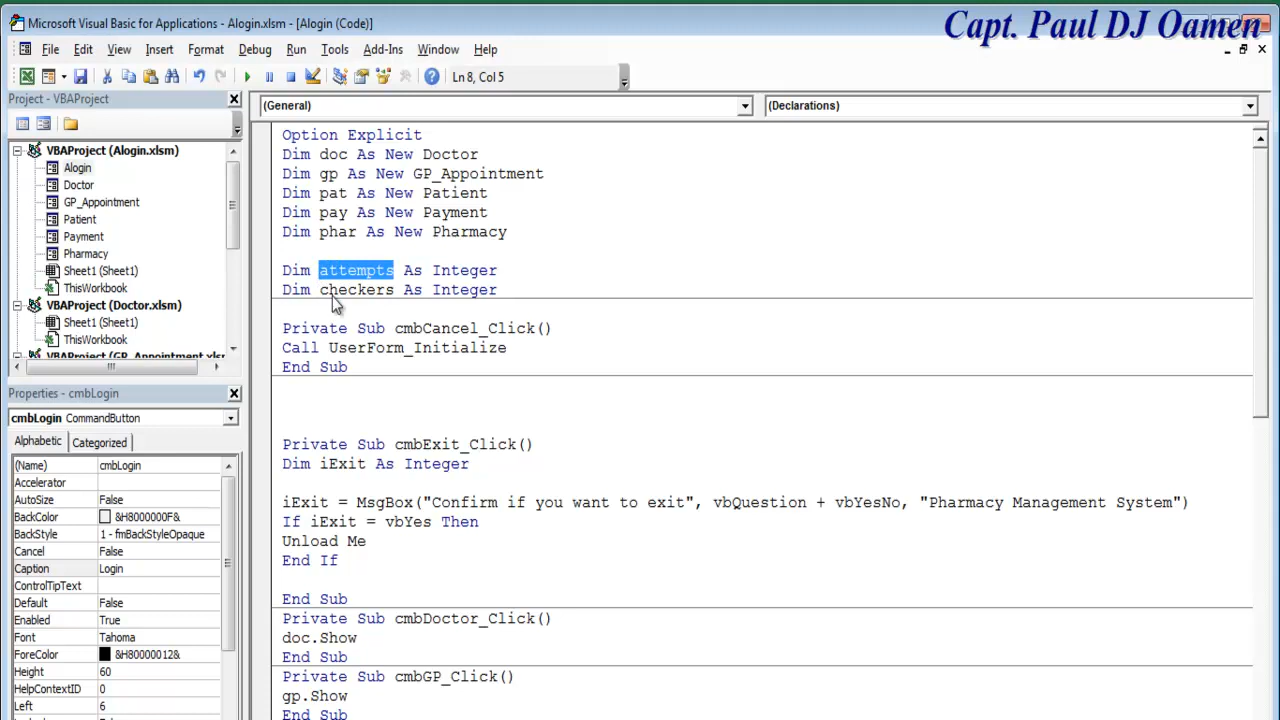 Microsoft Visual Basic for Applications - Alogin.xlsm - [Alogin (Code)]
Capt. Paul DJ Oamen
File Edit View Insert Format Debug Run Tools Add-Ins Window Help
Ln 8, Col 5
Project - VBAProject
VBAProject (Alogin.xlsm)
Alogin
Doctor
GP_Appointment
Patient
Payment
Pharmacy
Sheet1 (Sheet1)
ThisWorkbook
VBAProject (Doctor.xlsm)
Sheet1 (Sheet1)
ThisWorkbook
VBAProject (GP_Appointment.xlsm
Properties - cmbLogin
cmbLogin CommandButton
Alphabetic Categorized
(Name) cmbLogin
Accelerator
AutoSize False
BackColor &H8000000F&
BackStyle 1 - fmBackStyleOpaque
Cancel False
Caption Login
ControlTipText
Default False
Enabled True
Font Tahoma
ForeColor &H80000012&
Height 60
HelpContextID 0
Left 6
(General) (Declarations)
Option Explicit
Dim doc As New Doctor
Dim gp As New GP_Appointment
Dim pat As New Patient
Dim pay As New Payment
Dim phar As New Pharmacy
Dim attempts As Integer
Dim checkers As Integer
Private Sub cmbCancel_Click()
Call UserForm_Initialize
End Sub
Private Sub cmbExit_Click()
Dim iExit As Integer
iExit = MsgBox("Confirm if you want to exit", vbQuestion + vbYesNo, "Pharmacy Management System")
If iExit = vbYes Then
Unload Me
End If
End Sub
Private Sub cmbDoctor_Click()
doc.Show
End Sub
Private Sub cmbGP_Click()
gp.Show
End Sub